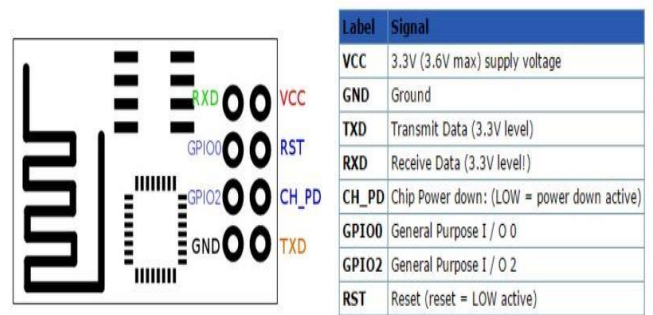 RXD VCC
GPIO0 RST
GPIO2 CH_PD
GND TXD
Label Signal
VCC 3.3V (3.6V max) supply voltage
GND Ground
TXD Transmit Data (3.3V level)
RXD Receive Data (3.3V level!)
CH_PD Chip Power down: (LOW = power down active)
GPIO0 General Purpose I / O 0
GPIO2 General Purpose I / O 2
RST Reset (reset = LOW active)